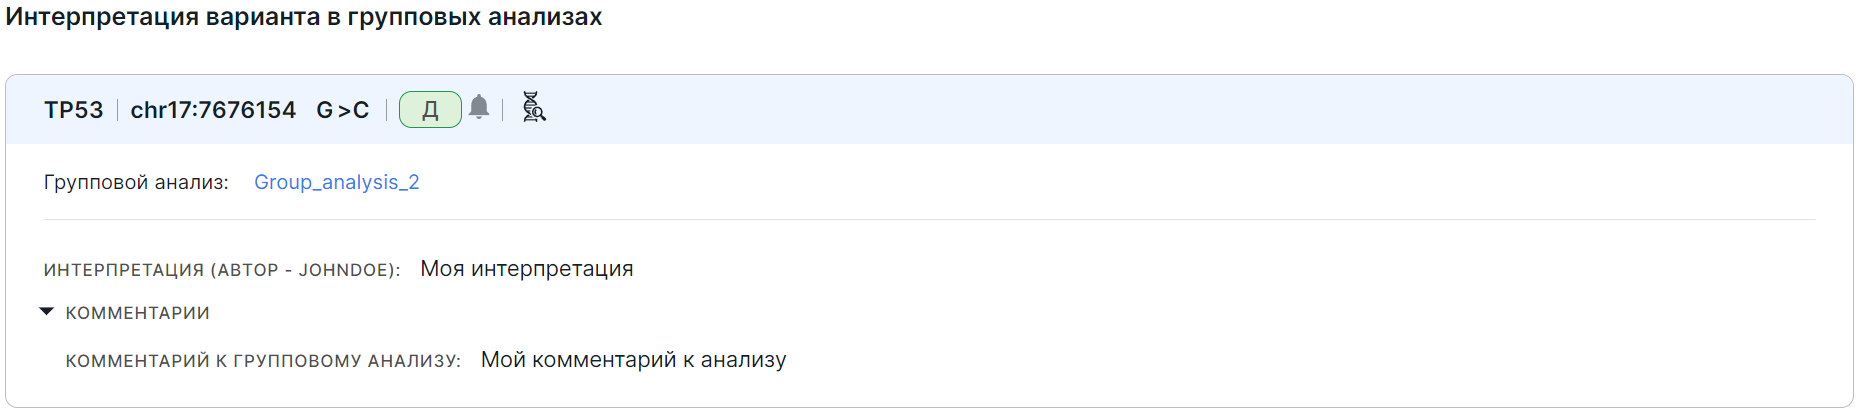 Интерпретация варианта в групповых анализах
TP53 chr17:7676154 G>C Д
Групповой анализ: Group_analysis_2
ИНТЕРПРЕТАЦИЯ (АВТОР - JOHNDOE): Моя интерпретация
КОММЕНТАРИИ
КОММЕНТАРИЙ К ГРУППОВОМУ АНАЛИЗУ: Мой комментарий к анализу